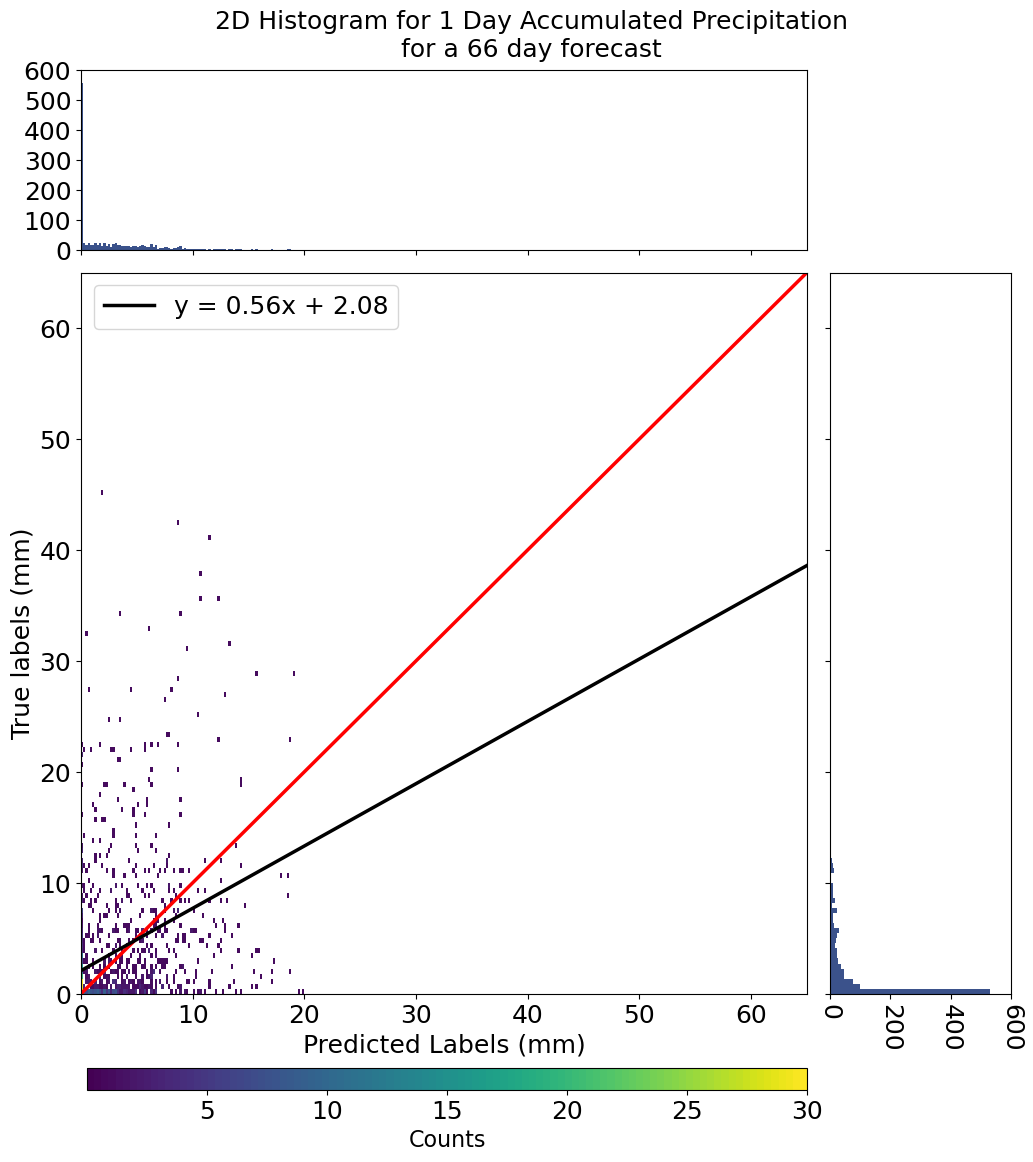 2D Histogram for 1 Day Accumulated Precipitation
for a 66 day forecast
600
500
400
300
200
100
0
y = 0.56x + 2.08
60
50
40
30
20
10
0
True labels (mm)
0 10 20 30 40 50 60
Predicted Labels (mm)
0 200 400 600
5 10 15 20 25 30
Counts